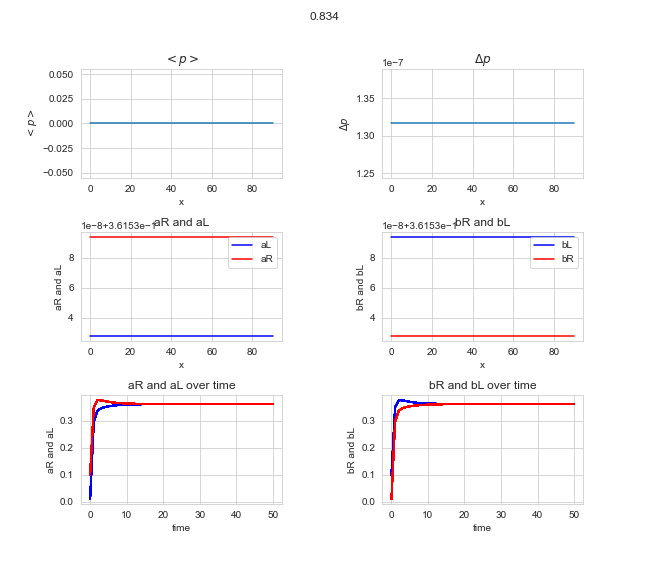 0.834
< p >
Δp
1e−7
0.050
0.025
0.000
−0.025
−0.050
< p >
0 20 40 60 80
x
1.35
1.30
1.25
Δp
0 20 40 60 80
x
aR and aL
1e−8+3.6153e−1
8
6
4
aR and aL
aL
aR
0 20 40 60 80
x
bR and bL
1e−8+3.6153e−1
8
6
4
bR and bL
bL
bR
0 20 40 60 80
x
aR and aL over time
0.3
0.2
0.1
0.0
aR and aL
0 10 20 30 40 50
time
bR and bL over time
0.3
0.2
0.1
0.0
bR and bL
0 10 20 30 40 50
time